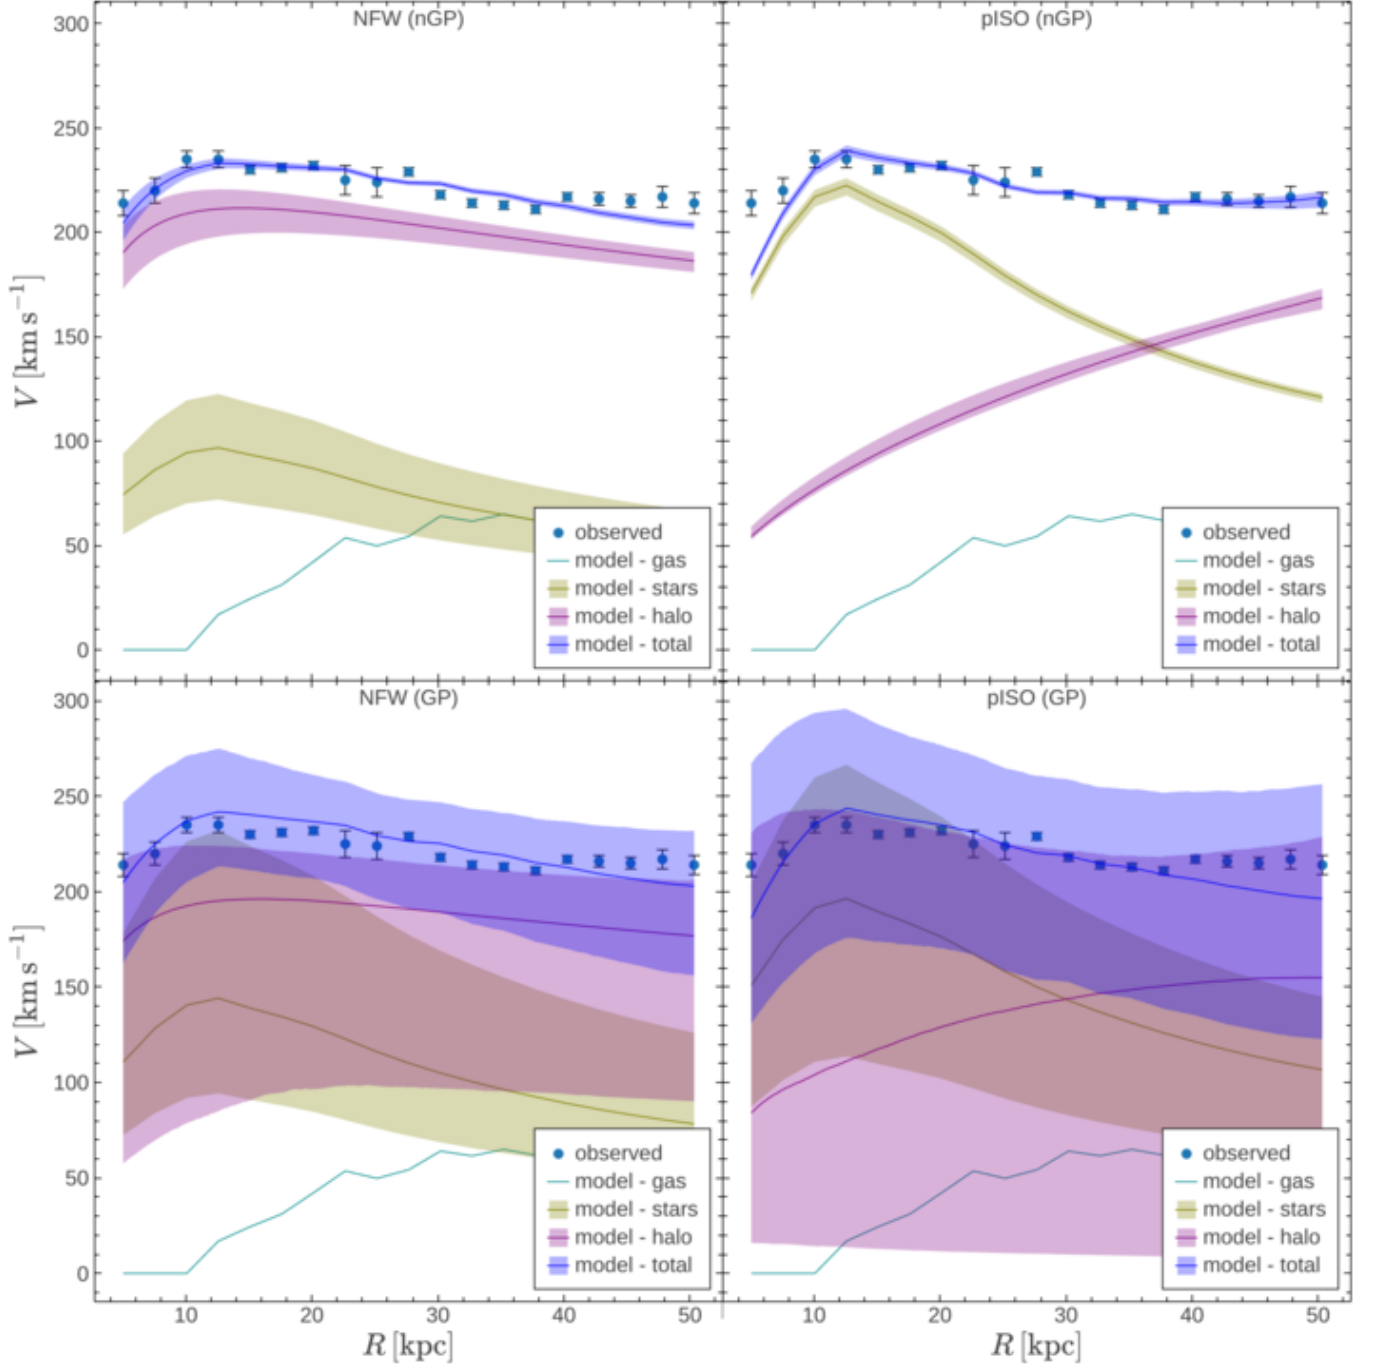 NFW (nGP)
pISO (nGP)
300
250
200
150
100
50
0
V [km s⁻¹]
observed
model - gas
model - stars
model - halo
model - total
observed
model - gas
model - stars
model - halo
model - total
NFW (GP)
pISO (GP)
300
250
200
150
100
50
0
V [km s⁻¹]
observed
model - gas
model - stars
model - halo
model - total
observed
model - gas
model - stars
model - halo
model - total
10 20 30 40 50
10 20 30 40 50
R [kpc]
R [kpc]